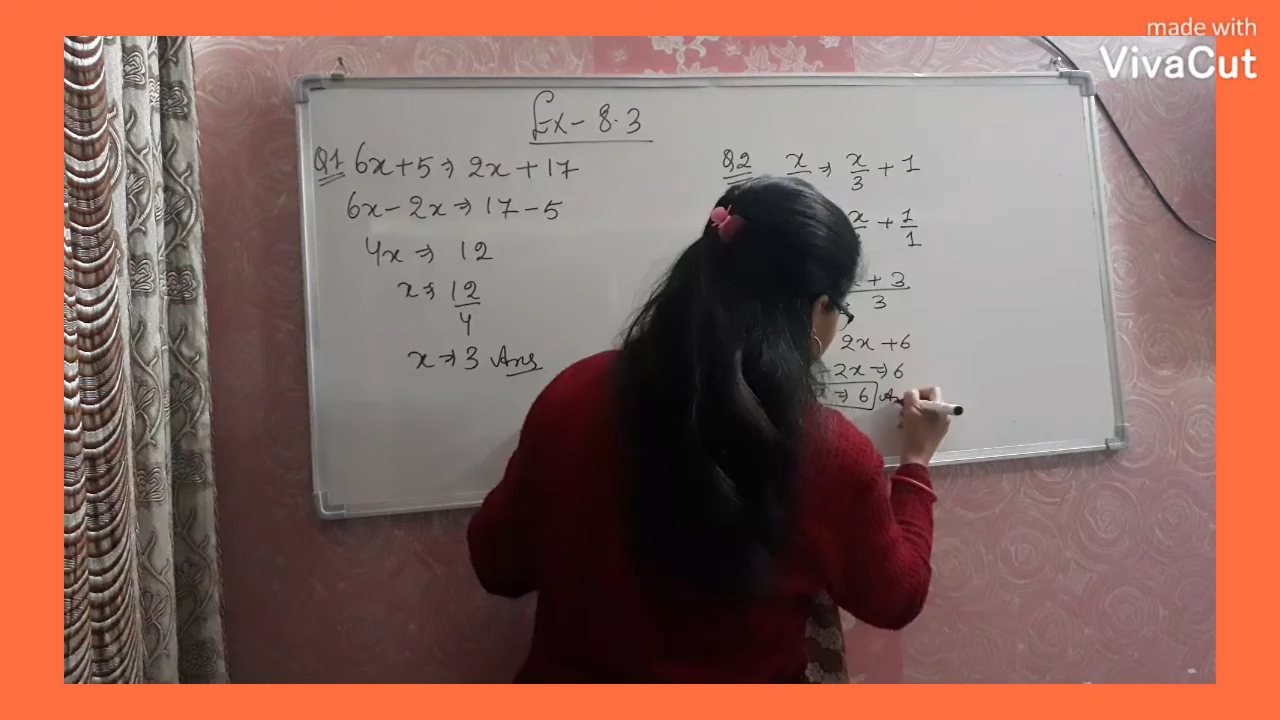 made with
VivaCut
Ex - 8.3
Q1 6x+5 ⇒ 2x+17
6x-2x ⇒ 17-5
4x ⇒ 12
x ⇒ 12/4
x ⇒ 3 Ans
Q2 x ⇒ x/3 + 1
x + 1/1
+ 3/3
2x + 6
2x ⇒ 6
⇒ 6